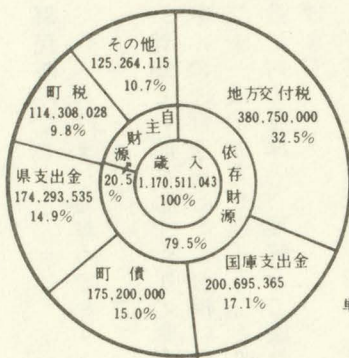 その他
125,264,115
10.7%
町税
114,308,028
9.8%
県支出金
174,293,535
14.9%
町債
175,200,000
15.0%
国庫支出金
200,695,365
17.1%
地方交付税
380,750,000
32.5%
自主財源
20.5
%
依存財源
79.5%
歳入
1,170,511,043
100%